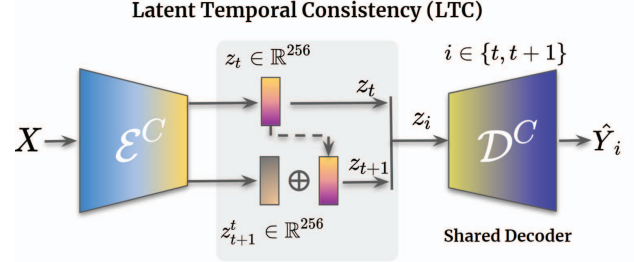 Latent Temporal Consistency (LTC)
z_t ∈ ℝ^256
i ∈ {t, t + 1}
z_t
X
ℰ^C
z_i
𝒟^C
Ŷ_i
⊕
z_{t+1}
z^t_{t+1} ∈ ℝ^256
Shared Decoder